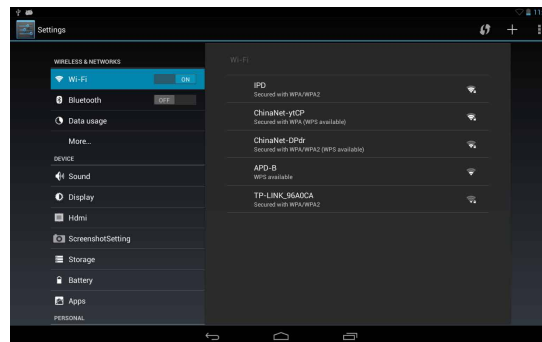 11
Settings
WIRELESS & NETWORKS
Wi-Fi
ON
Bluetooth
OFF
Data usage
More...
DEVICE
Sound
Display
Hdmi
ScreenshotSetting
Storage
Battery
Apps
PERSONAL
Wi-Fi
IPD
Secured with WPA/WPA2
ChinaNet-ytCP
Secured with WPA (WPS available)
ChinaNet-DPdr
Secured with WPA/WPA2 (WPS available)
APD-B
WPS available
TP-LINK_96A0CA
Secured with WPA/WPA2